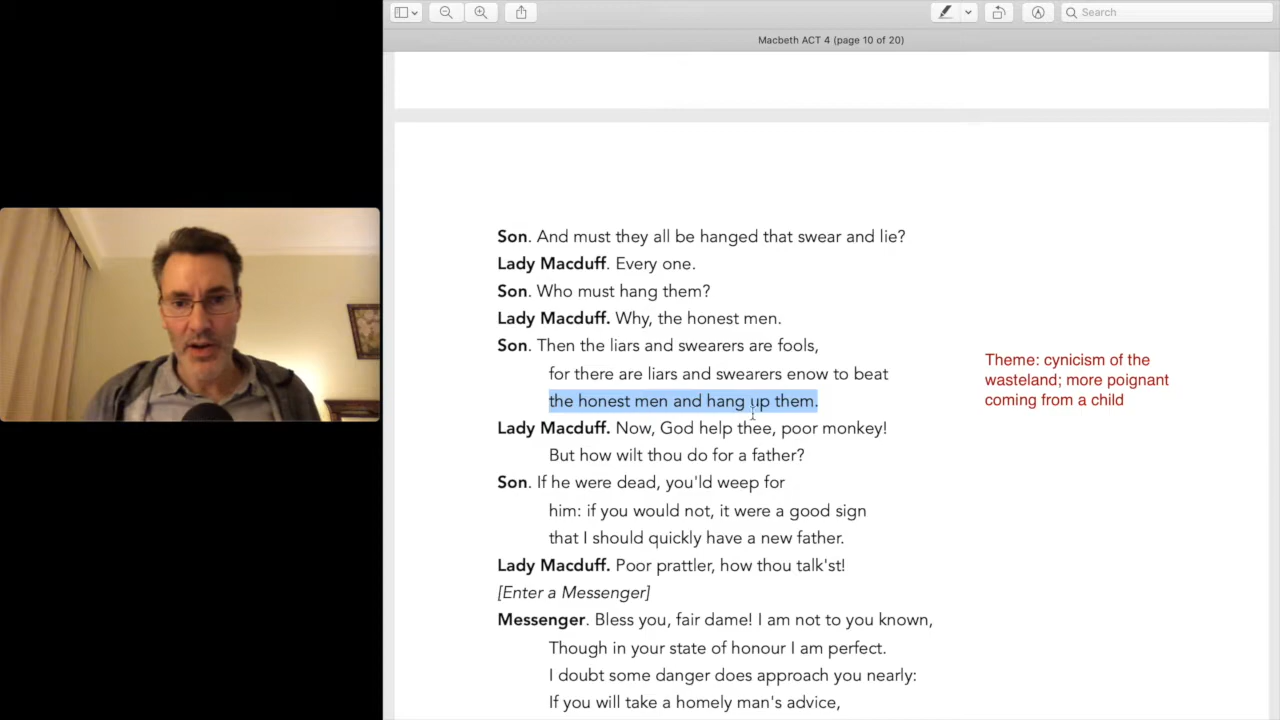 Search
Macbeth ACT 4 (page 10 of 20)
Son. And must they all be hanged that swear and lie?
Lady Macduff. Every one.
Son. Who must hang them?
Lady Macduff. Why, the honest men.
Son. Then the liars and swearers are fools,
for there are liars and swearers enow to beat
the honest men and hang up them.
Lady Macduff. Now, God help thee, poor monkey!
But how wilt thou do for a father?
Son. If he were dead, you'ld weep for
him: if you would not, it were a good sign
that I should quickly have a new father.
Lady Macduff. Poor prattler, how thou talk'st!
[Enter a Messenger]
Messenger. Bless you, fair dame! I am not to you known,
Though in your state of honour I am perfect.
I doubt some danger does approach you nearly:
If you will take a homely man's advice,
Theme: cynicism of the
wasteland; more poignant
coming from a child